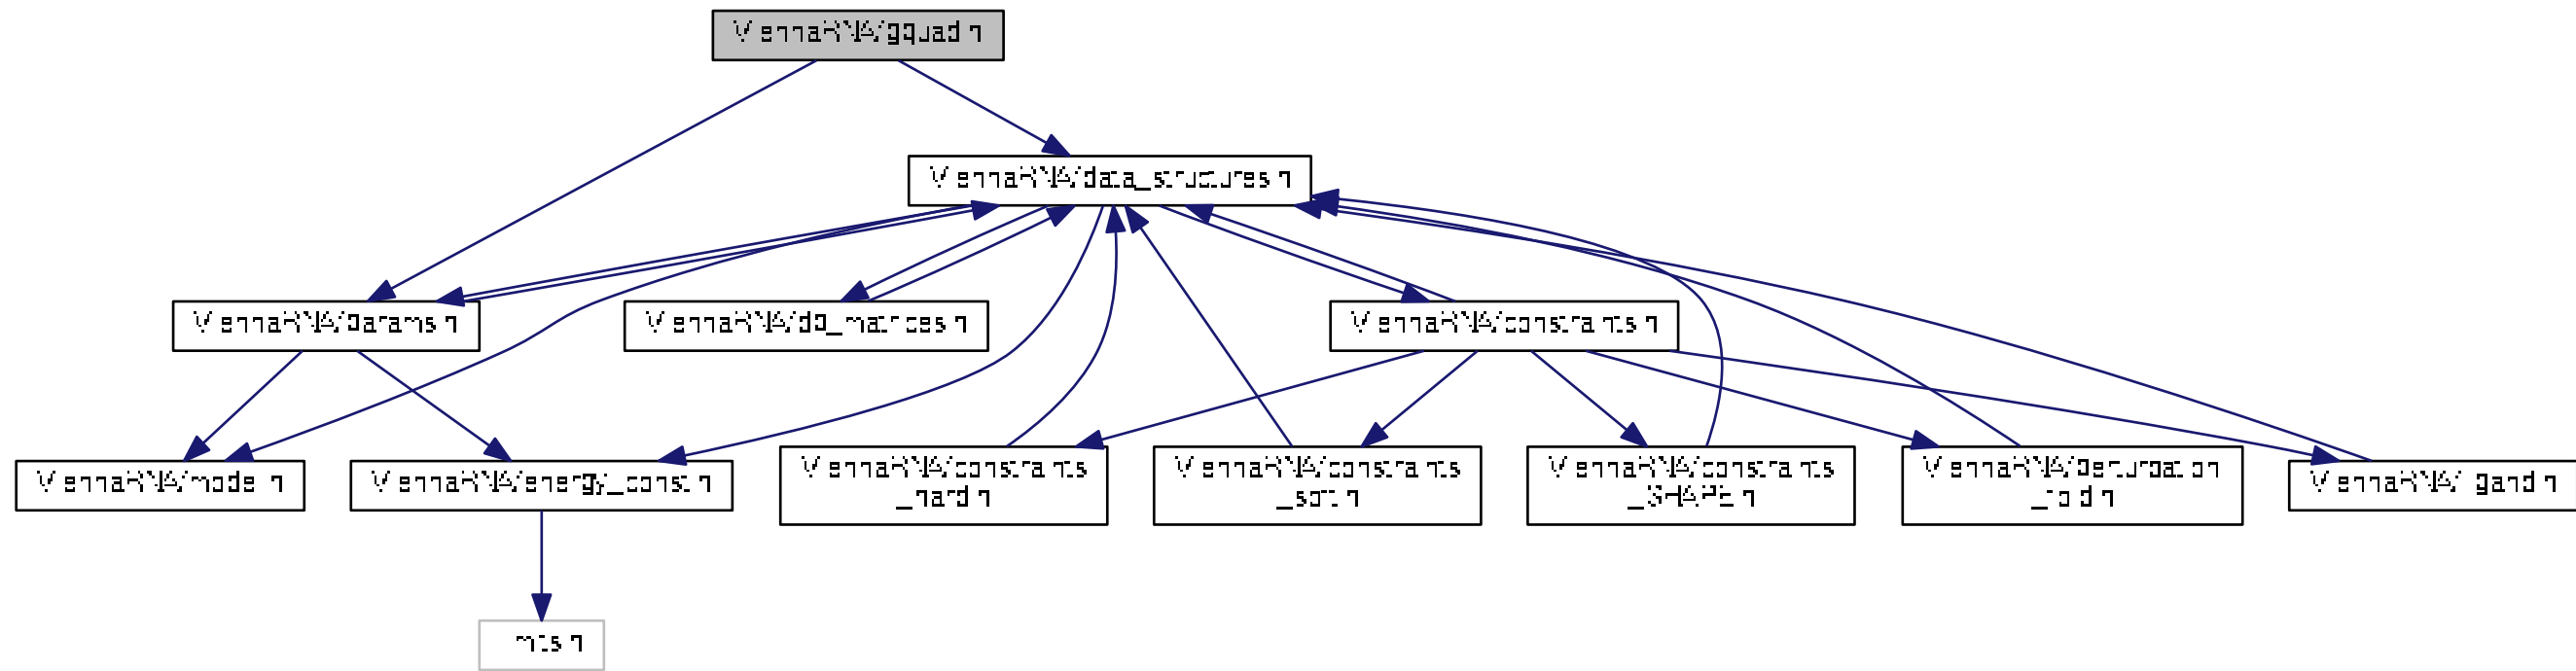 ViennaRNA/gquad.h
ViennaRNA/data_structures.h
ViennaRNA/params.h
ViennaRNA/dp_matrices.h
ViennaRNA/constraints.h
ViennaRNA/model.h
ViennaRNA/energy_const.h
ViennaRNA/constraints
_hard.h
ViennaRNA/constraints
_soft.h
ViennaRNA/constraints
_SHAPE.h
ViennaRNA/perturbation
_fold.h
ViennaRNA/ligand.h
limits.h